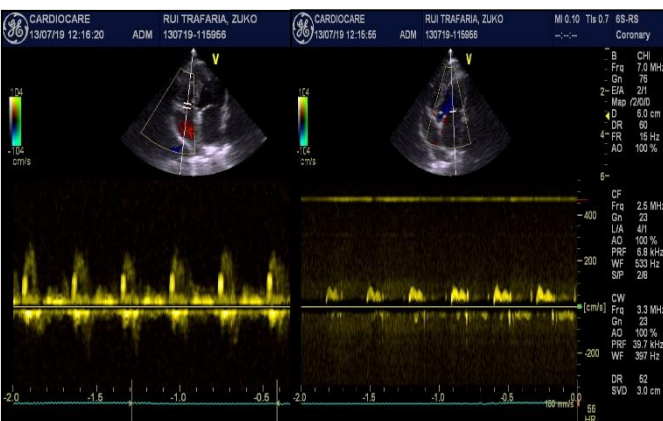 CARDIOCARE
13/07/19 12:16:20 ADM
RUI TRAFARIA, ZUKO
130719-115956
CARDIOCARE
13/07/19 12:15:55 ADM
RUI TRAFARIA, ZUKO
130719-115956
MI 0.10 TIs 0.7 6S-RS
--:--:-- Coronary
V
V
104
-104
cm/s
104
-104
cm/s
B CHI
Frq 7.0 MHz
Gn 76
E/A 2/1
D 6.0 cm
DR 60
FR 15 Hz
AO 100 %
2-
4-
6-
CF
Frq 2.5 MHz
Gn 23
L/A 4/1
AO 100 %
PRF 6.8 kHz
WF 533 Hz
S/P 2/8
- 400
- 200
[cm/s]
-200
CW
Frq 3.3 MHz
Gn 23
AO 100 %
PRF 39.7 kHz
WF 397 Hz
DR 52
SVD 3.0 cm
-2.0 -1.5 -1.0 -0.5
-2.0 -1.5 -1.0 -0.5 0.0
100 mm/s
56
HR